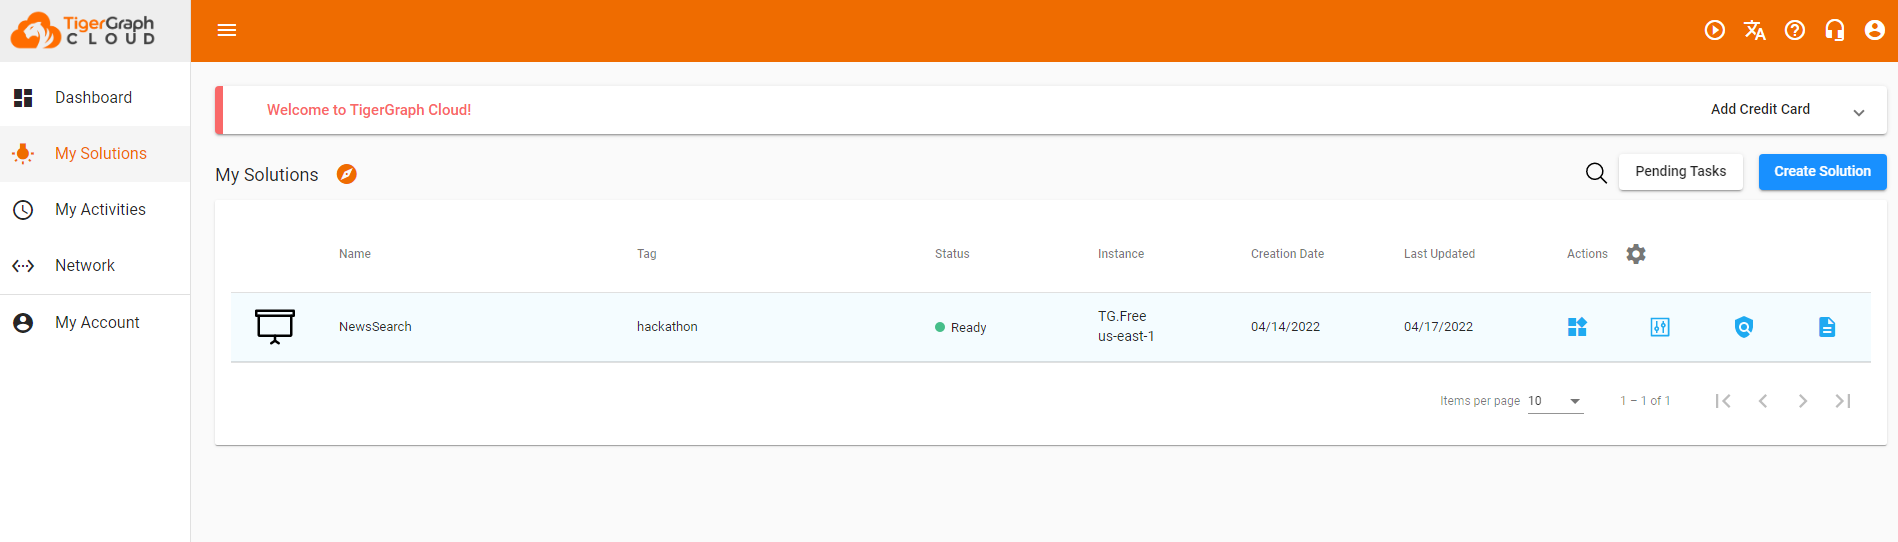 TigerGraph
CLOUD
Dashboard
My Solutions
My Activities
Network
My Account
Welcome to TigerGraph Cloud!
Add Credit Card
My Solutions
Pending Tasks
Create Solution
Name Tag Status Instance Creation Date Last Updated Actions
NewsSearch hackathon Ready TG.Free us-east-1 04/14/2022 04/17/2022
Items per page 10 1 – 1 of 1